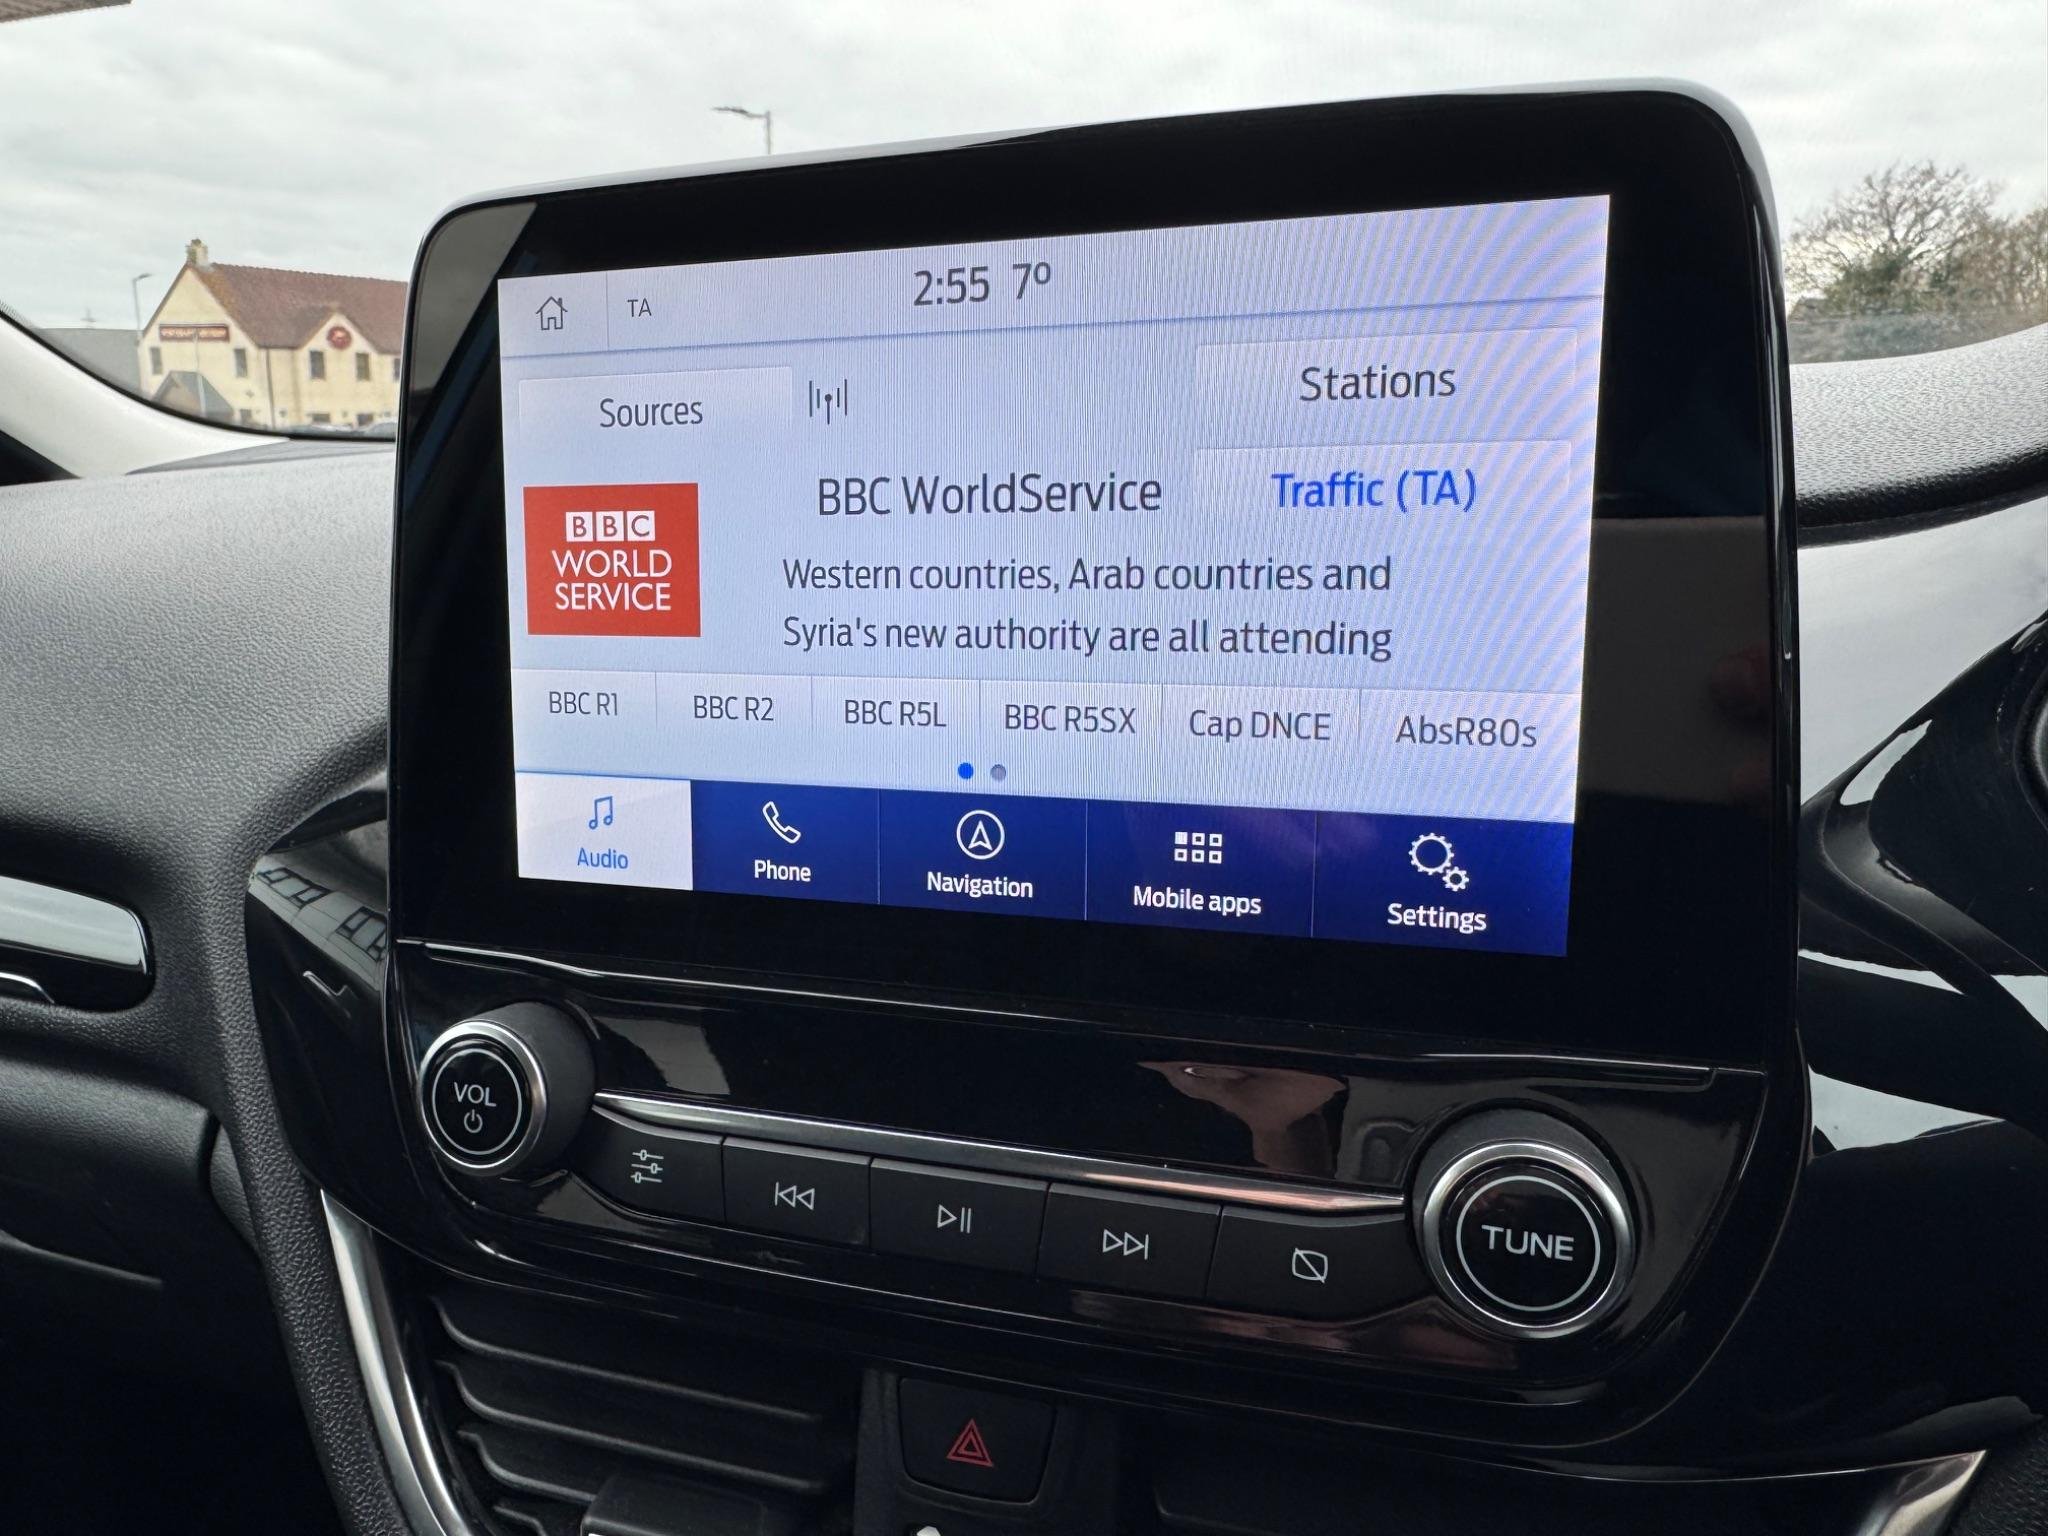 2:55 7º
TA
Sources
Stations
BBC WorldService
Traffic (TA)
BBC
WORLD
SERVICE
Western countries, Arab countries and
Syria's new authority are all attending
BBC R1 BBC R2 BBC R5L BBC R5SX Cap DNCE AbsR80s
Audio Phone Navigation Mobile apps Settings
VOL
TUNE